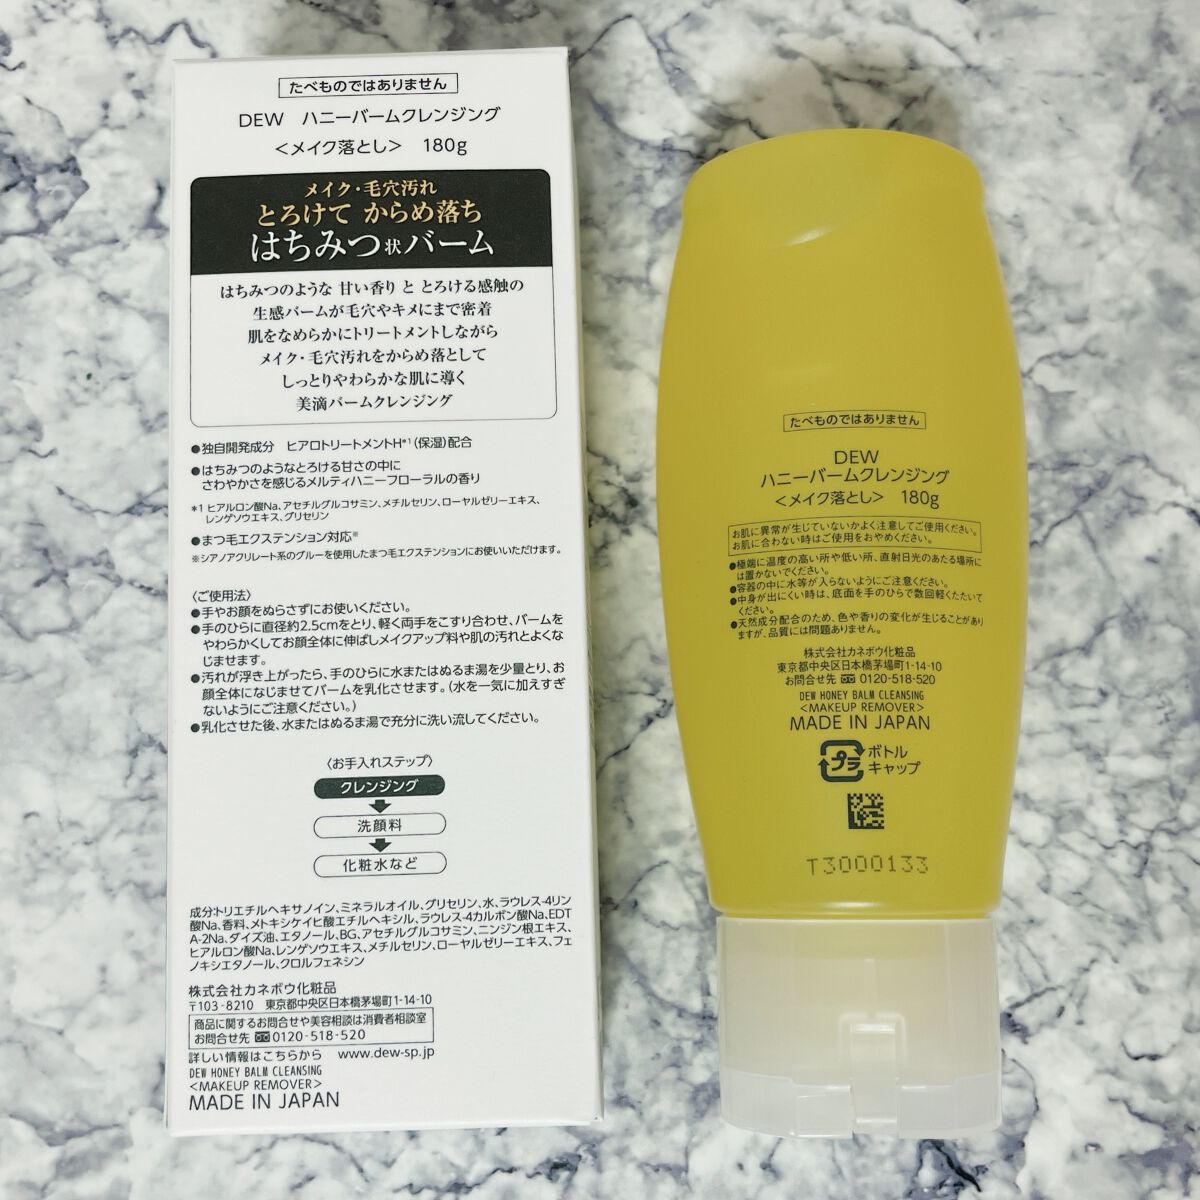 たべものではありません
DEW ハニーバームクレンジング
<メイク落とし> 180g
メイク・毛穴汚れ
とろけて からめ落ち
はちみつ状バーム
はちみつのような 甘い香り と とろける感触の
生感バームが毛穴やキメにまで密着
肌をなめらかにトリートメントしながら
メイク・毛穴汚れをからめ落として
しっとりやわらかな肌に導く
美滴バームクレンジング
●独自開発成分 ヒアロトリートメントH*1(保湿)配合
●はちみつのようなとろける甘さの中に
さわやかさを感じるメルティハニーフローラルの香り
*1 ヒアルロン酸Na、アセチルグルコサミン、メチルセリン、ローヤルゼリーエキス、
レンゲソウエキス、グリセリン
●まつ毛エクステンション対応※
※シアノアクリレート系のグルーを使用したまつ毛エクステンションにお使いいただけます。
〈ご使用法〉
●手やお顔をぬらさずにお使いください。
●手のひらに直径約2.5cmをとり、軽く両手をこすり合わせ、バームを
やわらかくしてお顔全体に伸ばしメイクアップ料や肌の汚れとよくな
じませます。
●汚れが浮き上がったら、手のひらに水またはぬるま湯を少量とり、お
顔全体になじませてバームを乳化させます。(水を一気に加えすぎ
ないようにご注意ください。)
●乳化させた後、水またはぬるま湯で充分に洗い流してください。
〈お手入れステップ〉
クレンジング
洗顔料
化粧水など
成分:トリエチルヘキサノイン、ミネラルオイル、グリセリン、水、ラウレス-4リン
酸Na、香料、メトキシケイヒ酸エチルヘキシル、ラウレス-4カルボン酸Na、EDT
A-2Na、ダイズ油、エタノール、BG、アセチルグルコサミン、ニンジン根エキス、
ヒアルロン酸Na、レンゲソウエキス、メチルセリン、ローヤルゼリーエキス、フェ
ノキシエタノール、クロルフェネシン
株式会社カネボウ化粧品
〒103-8210 東京都中央区日本橋茅場町1-14-10
商品に関するお問合せや美容相談は消費者相談室
お問合せ先 0120-518-520
詳しい情報はこちらから www.dew-sp.jp
DEW HONEY BALM CLEANSING
<MAKEUP REMOVER>
MADE IN JAPAN
たべものではありません
DEW
ハニーバームクレンジング
<メイク落とし> 180g
お肌に異常が生じていないかよく注意してご使用ください。
お肌に合わない時はご使用をおやめください。
●極端に温度の高い所や低い所、直射日光のあたる場所に
は置かないでください。
●容器の中に水等が入らないようにご注意ください。
●中身が出にくい時は、底面を手のひらで数回軽くたたいて
ください。
●天然成分配合のため、色や香りの変化が生じることがあり
ますが、品質には問題ありません。
株式会社カネボウ化粧品
東京都中央区日本橋茅場町1-14-10
お問合せ先 0120-518-520
DEW HONEY BALM CLEANSING
<MAKEUP REMOVER>
MADE IN JAPAN
プラ ボトル
キャップ
T3000133